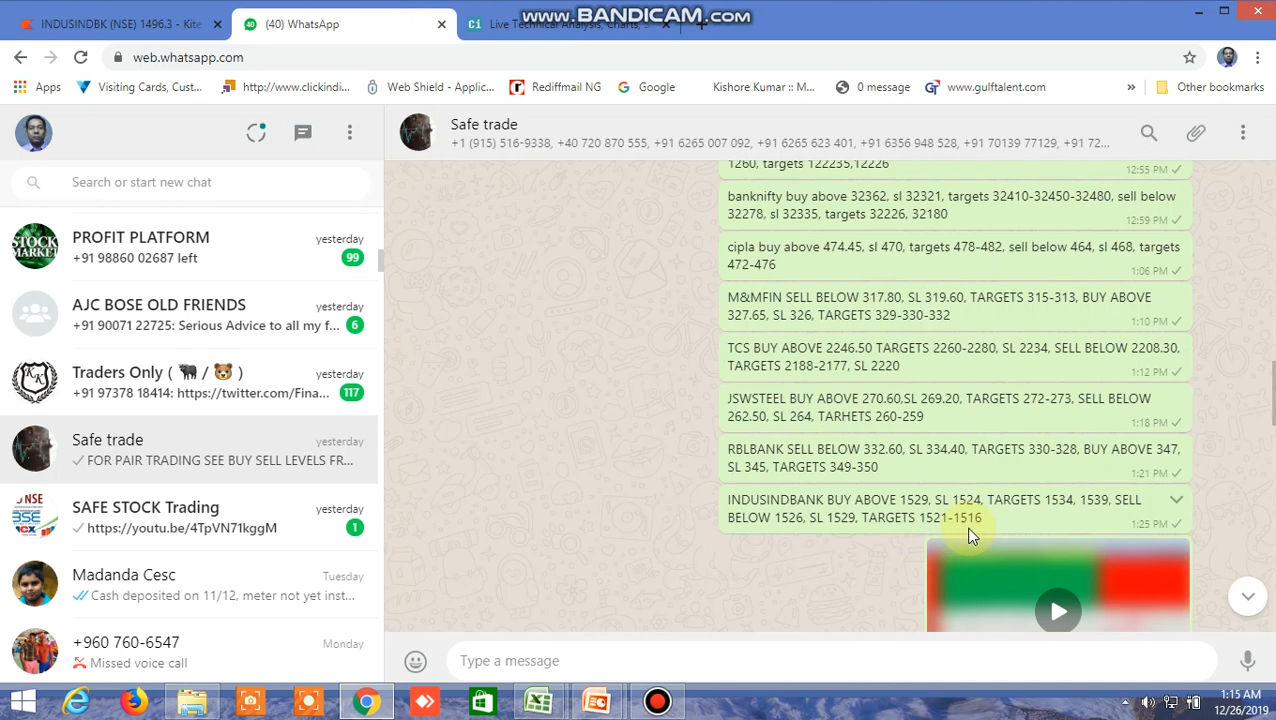 www.BANDICAM.com
INDUSINDBK (NSE) 1496.3 - Kite
(40) WhatsApp
Live Technical Analysis, Charts,
web.whatsapp.com
Apps
Visiting Cards, Cust...
http://www.clickindi...
Web Shield - Applic...
Rediffmail NG
Google
Kishore Kumar :: M...
0 message
www.gulftalent.com
»
Other bookmarks
Safe trade
+1 (915) 516-9338, +40 720 870 555, +91 6265 007 092, +91 6265 623 401, +91 6356 948 528, +91 70139 77129, +91 72...
Search or start new chat
STOCK
MARKET
PROFIT PLATFORM
yesterday
+91 98860 02687 left
99
AJC BOSE OLD FRIENDS
yesterday
+91 90071 22725: Serious Advice to all my f...
6
Traders Only ( 🐂 / 🐻 )
yesterday
+91 97378 18414: https://twitter.com/Fina...
117
Safe trade
yesterday
FOR PAIR TRADING SEE BUY SELL LEVELS FR...
NSE
BSE
SAFE STOCK Trading
yesterday
https://youtu.be/4TpVN71kggM
1
Madanda Cesc
Tuesday
Cash deposited on 11/12, meter not yet inst...
+960 760-6547
Monday
Missed voice call
1260, targets 122235,12226
12:55 PM
banknifty buy above 32362, sl 32321, targets 32410-32450-32480, sell below
32278, sl 32335, targets 32226, 32180
12:59 PM
cipla buy above 474.45, sl 470, targets 478-482, sell below 464, sl 468, targets
472-476
1:06 PM
M&MFIN SELL BELOW 317.80, SL 319.60, TARGETS 315-313, BUY ABOVE
327.65, SL 326, TARGETS 329-330-332
1:10 PM
TCS BUY ABOVE 2246.50 TARGETS 2260-2280, SL 2234, SELL BELOW 2208.30,
TARGETS 2188-2177, SL 2220
1:12 PM
JSWSTEEL BUY ABOVE 270.60,SL 269.20, TARGETS 272-273, SELL BELOW
262.50, SL 264, TARHETS 260-259
1:18 PM
RBLBANK SELL BELOW 332.60, SL 334.40, TARGETS 330-328, BUY ABOVE 347,
SL 345, TARGETS 349-350
1:21 PM
INDUSINDBANK BUY ABOVE 1529, SL 1524, TARGETS 1534, 1539, SELL
BELOW 1526, SL 1529, TARGETS 1521-1516
1:25 PM
Type a message
1:15 AM
12/26/2019